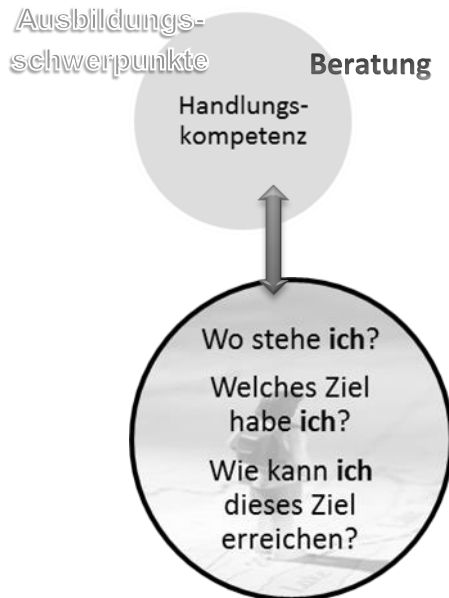 Ausbildungs-
schwerpunkte
Beratung
Handlungs-
kompetenz
Wo stehe ich?
Welches Ziel
habe ich?
Wie kann ich
dieses Ziel
erreichen?